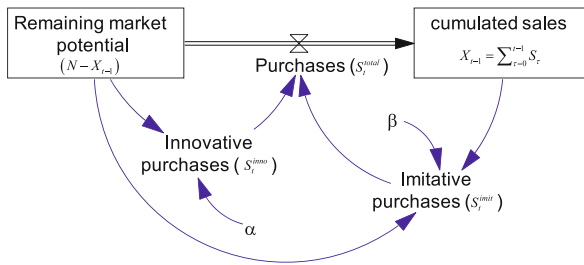 Remaining market
potential
(N − X_{t−1})
cumulated sales
X_{t−1} = ∑_{τ=0}^{t−1} S_τ
Purchases (S_t^{total})
Innovative
purchases ( S_t^{inno} )
β
Imitative
purchases (S_t^{imit})
α